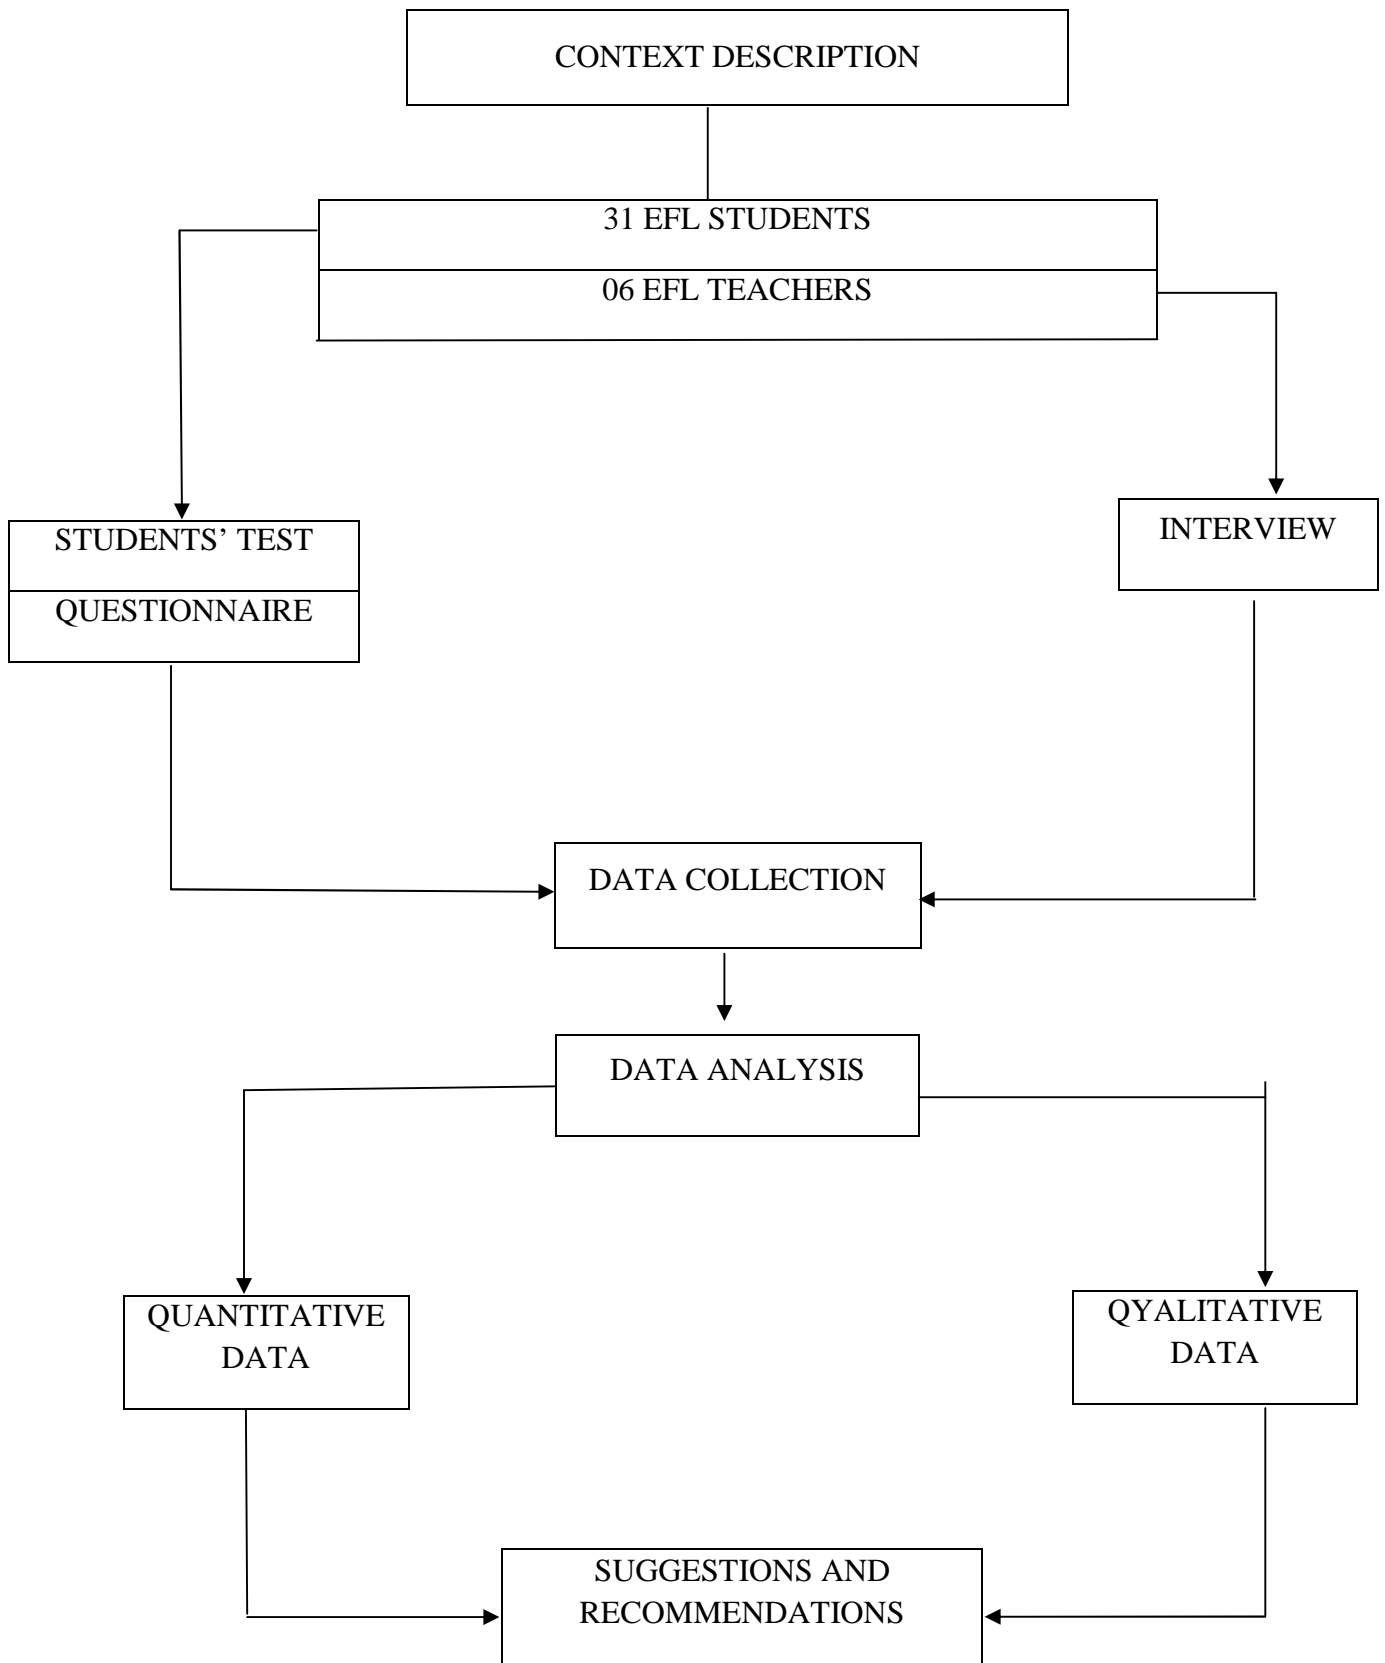 CONTEXT DESCRIPTION
31 EFL STUDENTS
06 EFL TEACHERS
STUDENTS’ TEST
QUESTIONNAIRE
INTERVIEW
DATA COLLECTION
DATA ANALYSIS
QUANTITATIVE
DATA
QYALITATIVE
DATA
SUGGESTIONS AND
RECOMMENDATIONS